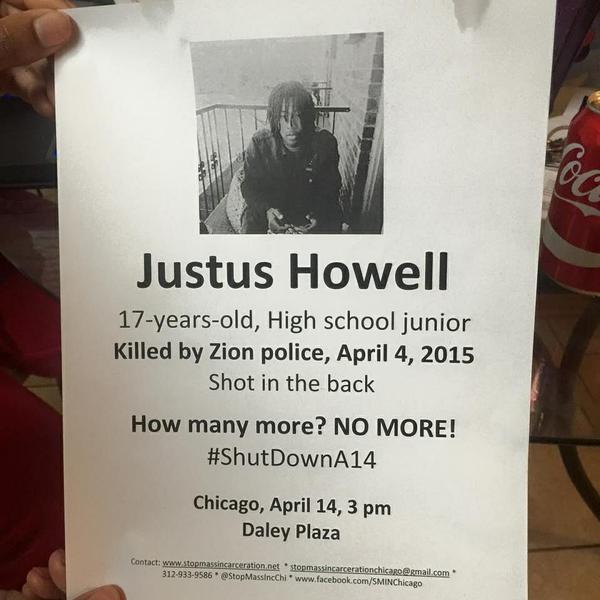 Justus Howell
17-years-old, High school junior
Killed by Zion police, April 4, 2015
Shot in the back
How many more? NO MORE!
#ShutDownA14
Chicago, April 14, 3 pm
Daley Plaza
Contact: www.stopmassincarceration.net * stopmassincarcerationchicago@gmail.com *
312-933-9586 * @StopMassIncChi * www.facebook.com/SMINChicago
Coca